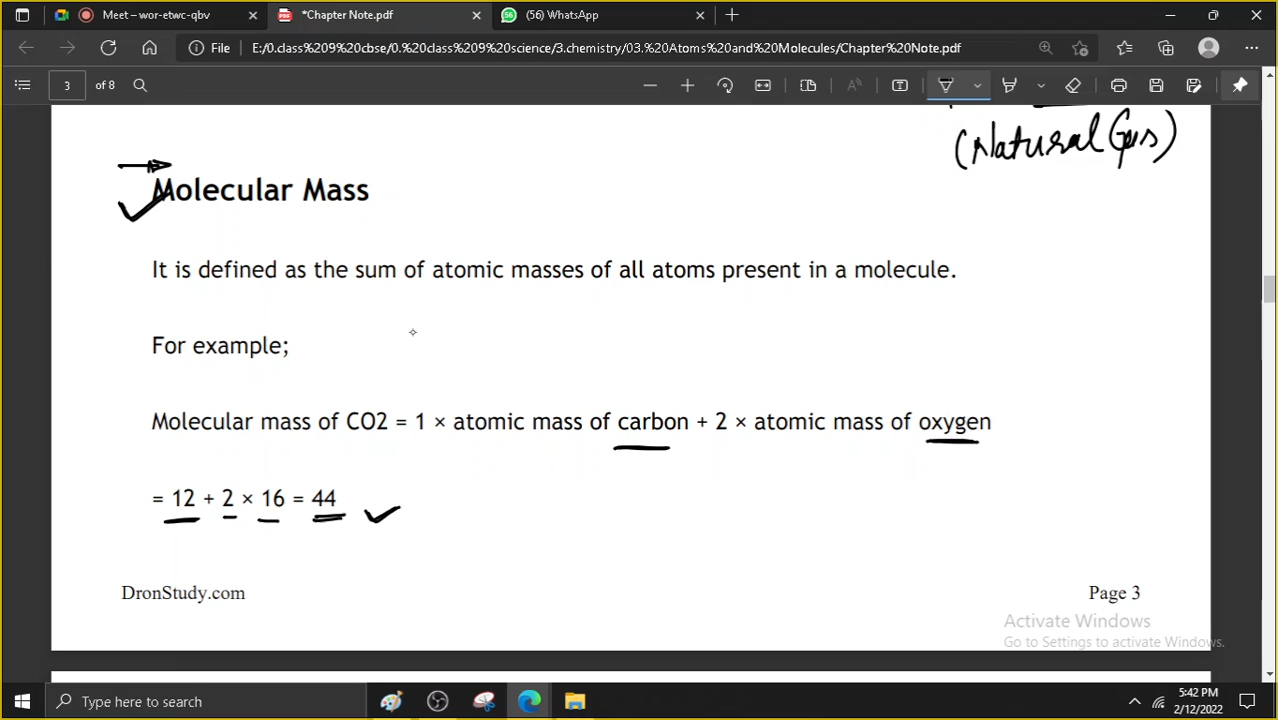 Meet – wor-etwc-qbv
*Chapter Note.pdf
(56) WhatsApp
File
E:/0.class%209%20cbse/0.%20class%209%20science/3.chemistry/03.%20Atoms%20and%20Molecules/Chapter%20Note.pdf
3 of 8
(Natural Gas)
Molecular Mass
It is defined as the sum of atomic masses of all atoms present in a molecule.
For example;
Molecular mass of CO2 = 1 × atomic mass of carbon + 2 × atomic mass of oxygen
= 12 + 2 × 16 = 44
DronStudy.com
Page 3
Activate Windows
Go to Settings to activate Windows.
Type here to search
5:42 PM
2/12/2022